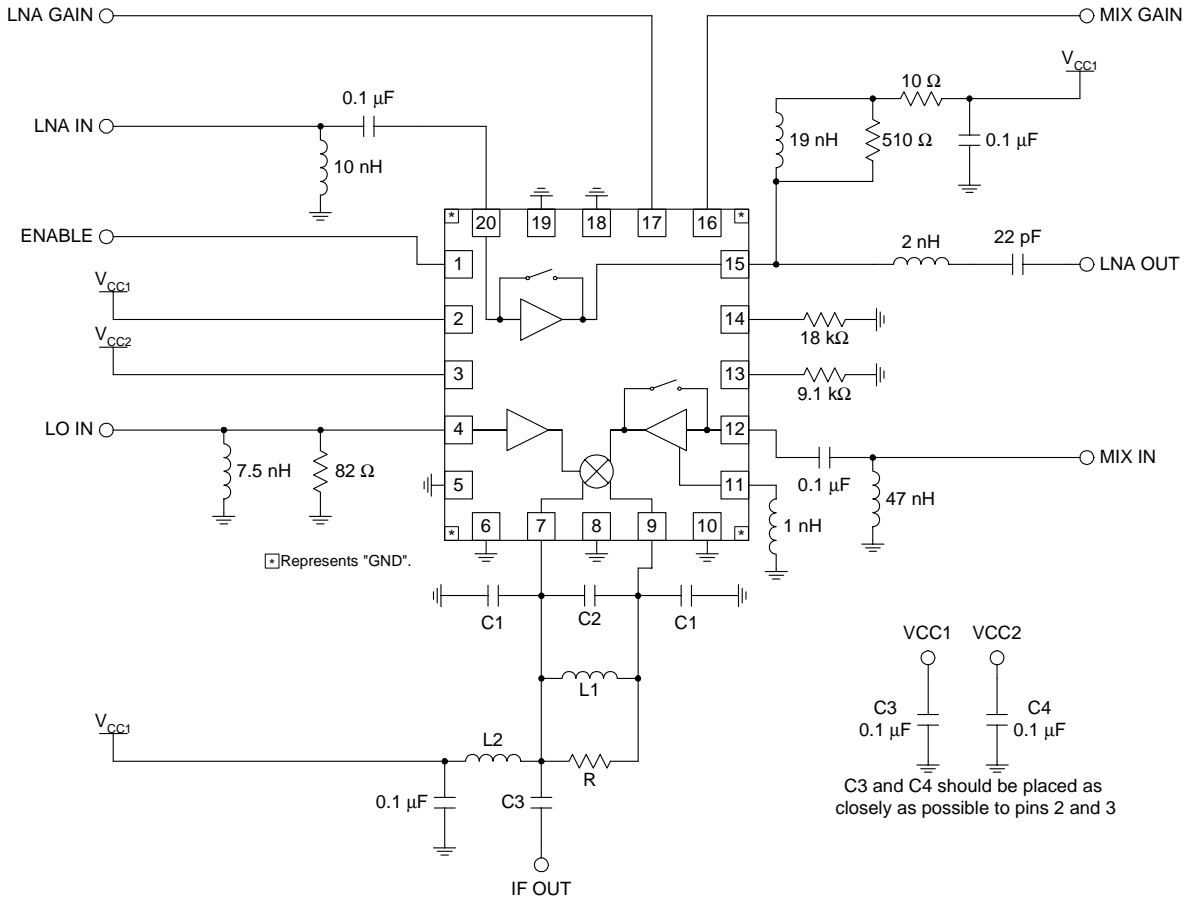 LNA GAIN
MIX GAIN
VCC1
10 Ω
0.1 μF
LNA IN
19 nH
510 Ω
0.1 μF
10 nH
* *
20 19 18 17 16
ENABLE
2 nH
22 pF
1
15
LNA OUT
VCC1
2
14
18 kΩ
VCC2
3
13
9.1 kΩ
LO IN
4
12
MIX IN
7.5 nH
82 Ω
0.1 μF
47 nH
5
11
1 nH
* *
6 7 8 9 10
* Represents "GND".
C1
C2
C1
VCC1
VCC2
L1
C3
0.1 μF
C4
0.1 μF
VCC1
L2
R
0.1 μF
C3
C3 and C4 should be placed as
closely as possible to pins 2 and 3
IF OUT